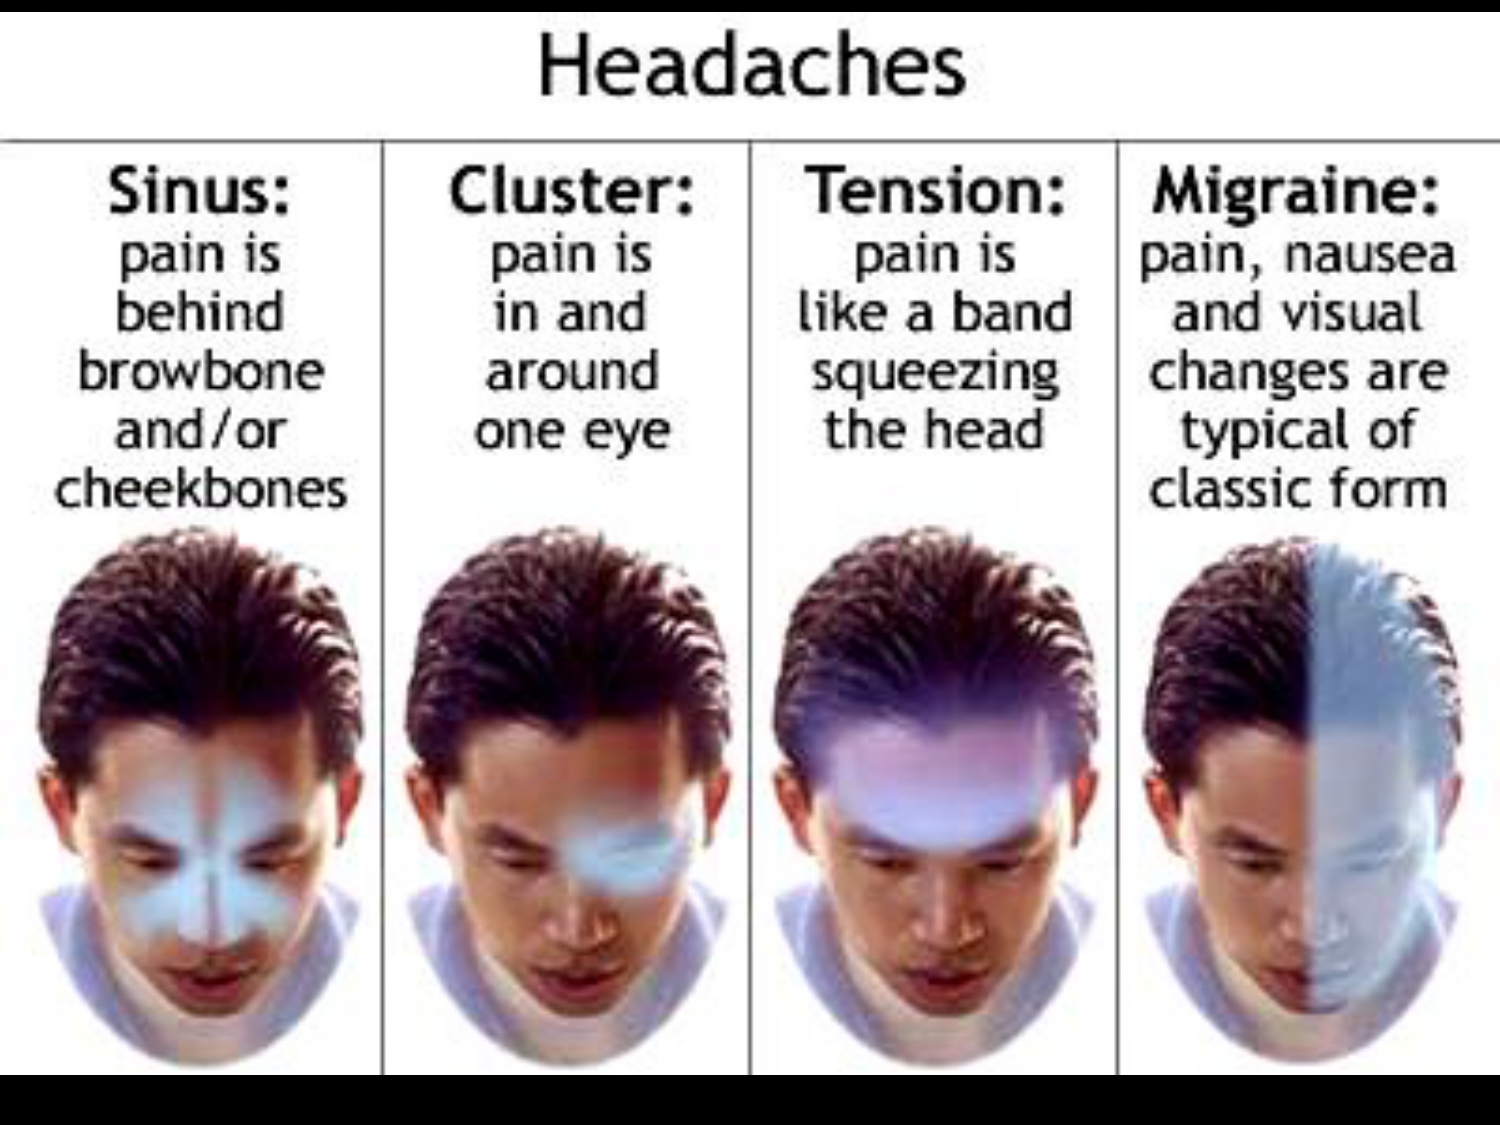 Headaches
Sinus:
pain is
behind
browbone
and/or
cheekbones
Cluster:
pain is
in and
around
one eye
Tension:
pain is
like a band
squeezing
the head
Migraine:
pain, nausea
and visual
changes are
typical of
classic form